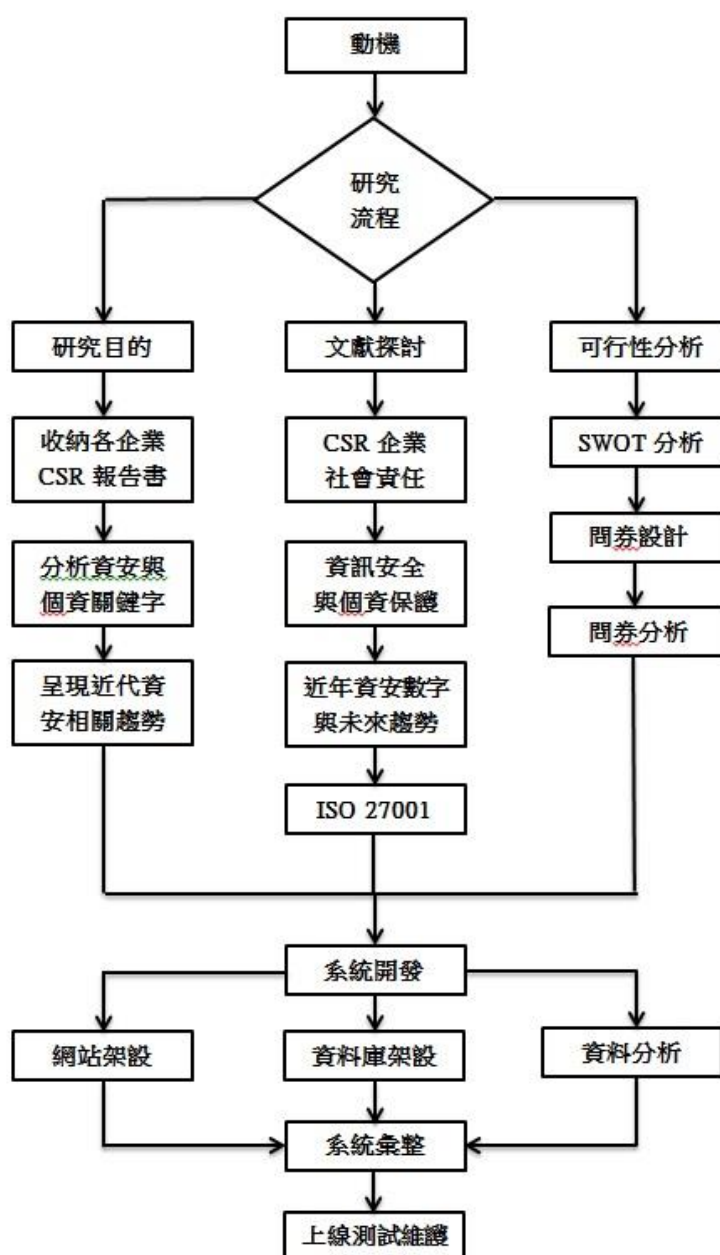 動機
研究
流程
研究目的
文獻探討
可行性分析
收納各企業
CSR 報告書
CSR 企業
社會責任
SWOT 分析
分析資安與
個資關鍵字
資訊安全
與個資保護
問券設計
問券分析
呈現近代資
安相關趨勢
近年資安數字
與未來趨勢
ISO 27001
系統開發
網站架設
資料庫架設
資料分析
系統彙整
上線測試維護